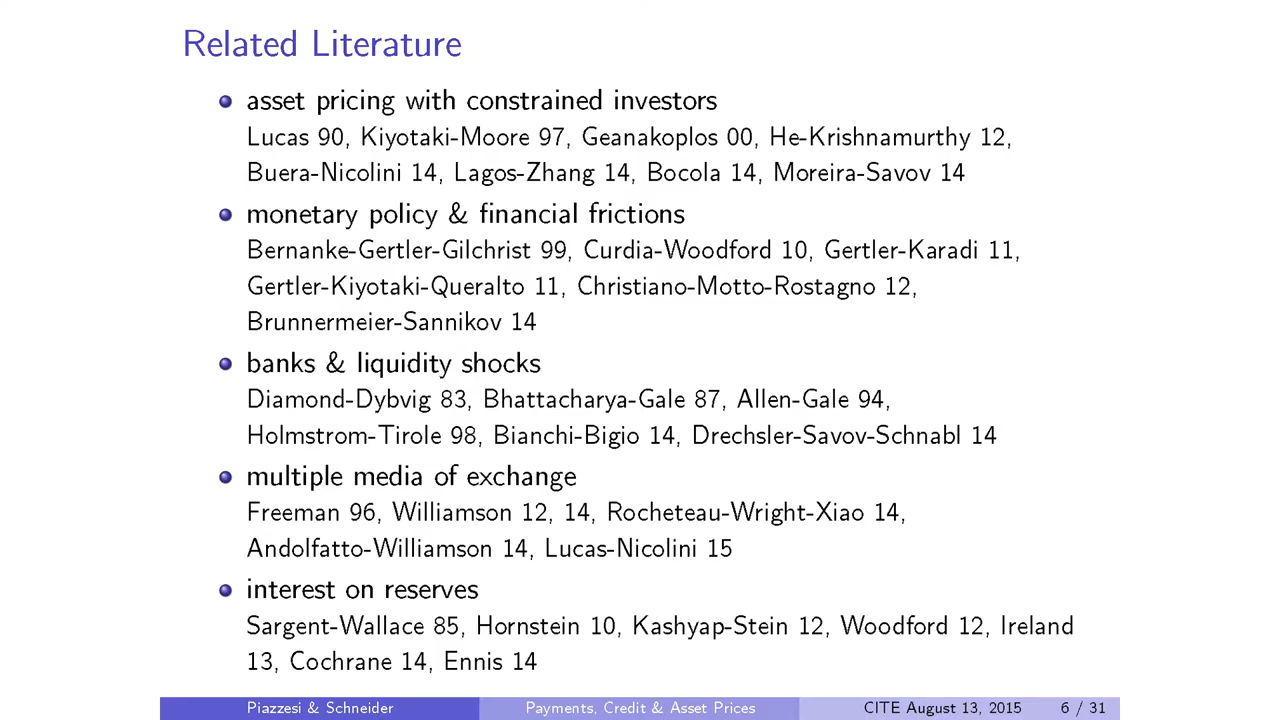 Related Literature
asset pricing with constrained investors
Lucas 90, Kiyotaki-Moore 97, Geanakoplos 00, He-Krishnamurthy 12,
Buera-Nicolini 14, Lagos-Zhang 14, Bocola 14, Moreira-Savov 14
monetary policy & financial frictions
Bernanke-Gertler-Gilchrist 99, Curdia-Woodford 10, Gertler-Karadi 11,
Gertler-Kiyotaki-Queralto 11, Christiano-Motto-Rostagno 12,
Brunnermeier-Sannikov 14
banks & liquidity shocks
Diamond-Dybvig 83, Bhattacharya-Gale 87, Allen-Gale 94,
Holmstrom-Tirole 98, Bianchi-Bigio 14, Drechsler-Savov-Schnabl 14
multiple media of exchange
Freeman 96, Williamson 12, 14, Rocheteau-Wright-Xiao 14,
Andolfatto-Williamson 14, Lucas-Nicolini 15
interest on reserves
Sargent-Wallace 85, Hornstein 10, Kashyap-Stein 12, Woodford 12, Ireland
13, Cochrane 14, Ennis 14
Piazzesi & Schneider Payments, Credit & Asset Prices CITE August 13, 2015 6 / 31